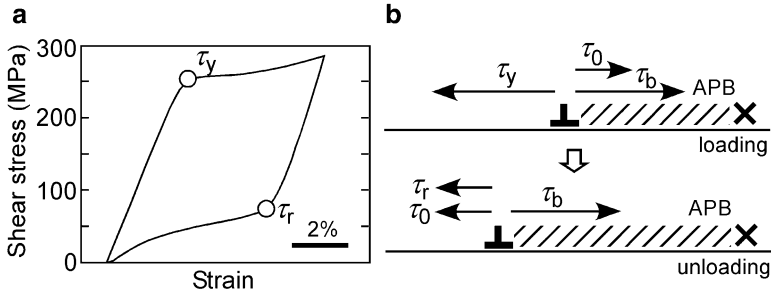 a
Shear stress (MPa)
300
200
100
0
τy
τr
2%
Strain
b
τ0
τy
τb
APB
loading
τr
τb
τ0
APB
unloading